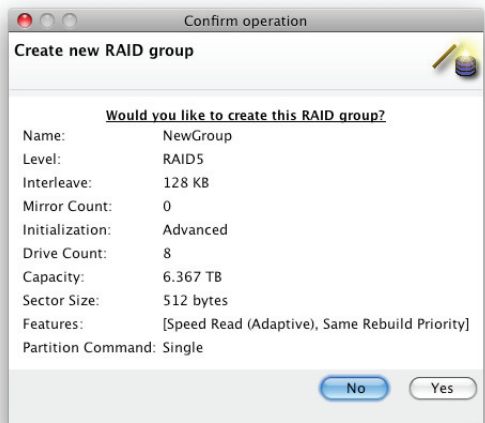 Confirm operation
Create new RAID group
Would you like to create this RAID group?
Name: NewGroup
Level: RAID5
Interleave: 128 KB
Mirror Count: 0
Initialization: Advanced
Drive Count: 8
Capacity: 6.367 TB
Sector Size: 512 bytes
Features: [Speed Read (Adaptive), Same Rebuild Priority]
Partition Command: Single
No Yes